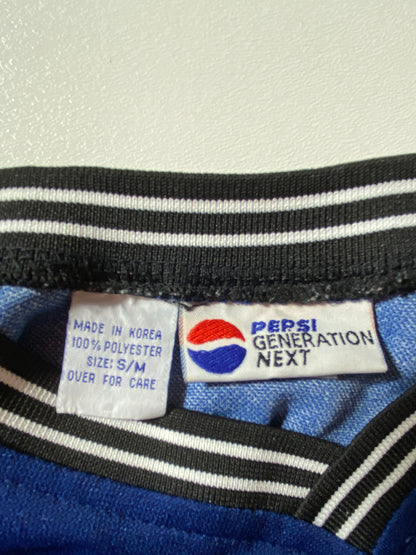 MADE IN KOREA
100% POLYESTER
SIZE: S/M
OVER FOR CARE
PEPSI
GENERATION
NEXT